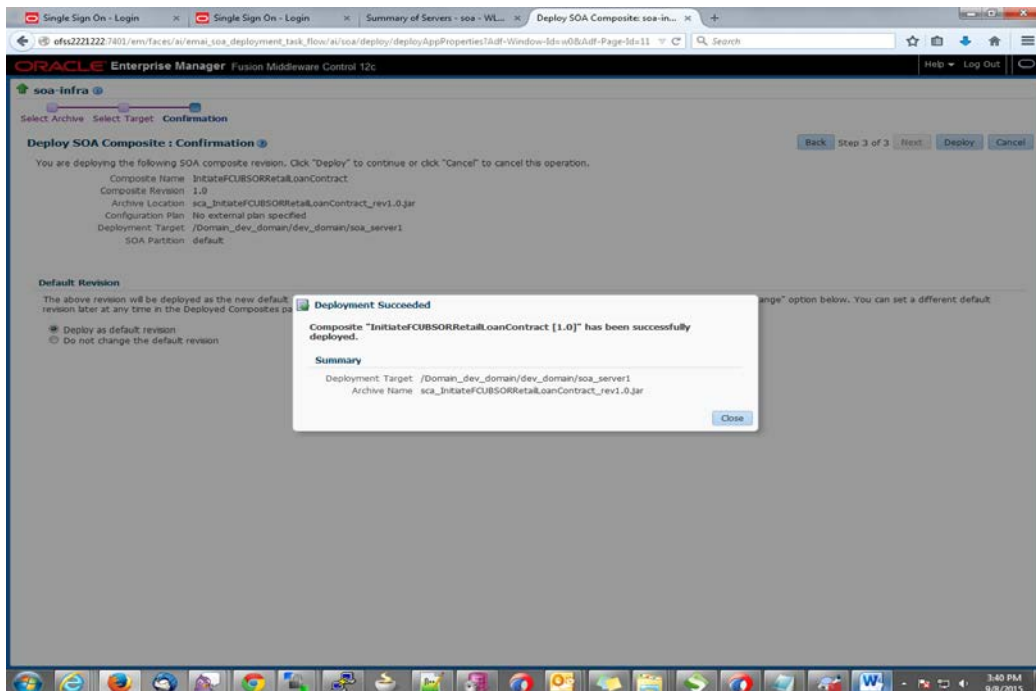 Single Sign On - Login
Single Sign On - Login
Summary of Servers - soa - WL...
Deploy SOA Composite: soa-in...
ofss2221222:7401/em/faces/ai/emai_soa_deployment_task_flow/ai/soa/deploy/deployAppProperties?Adf-Window-Id=w0&Adf-Page-Id=11
Search
ORACLE Enterprise Manager Fusion Middleware Control 12c
Help Log Out
soa-infra
Select Archive Select Target Confirmation
Deploy SOA Composite : Confirmation
Back Step 3 of 3 Next Deploy Cancel
You are deploying the following SOA composite revision. Click "Deploy" to continue or click "Cancel" to cancel this operation.
Composite Name InitiateFCUBSORRetailLoanContract
Composite Revision 1.0
Archive Location sca_InitiateFCUBSORRetailLoanContract_rev1.0.jar
Configuration Plan No external plan specified
Deployment Target /Domain_dev_domain/dev_domain/soa_server1
SOA Partition default
Default Revision
The above revision will be deployed as the new default
ange" option below. You can set a different default
revision later at any time in the Deployed Composites pa
Deploy as default revision
Do not change the default revision
Deployment Succeeded
Composite "InitiateFCUBSORRetailLoanContract [1.0]" has been successfully
deployed.
Summary
Deployment Target /Domain_dev_domain/dev_domain/soa_server1
Archive Name sca_InitiateFCUBSORRetailLoanContract_rev1.0.jar
Close
3:40 PM
9/8/2015